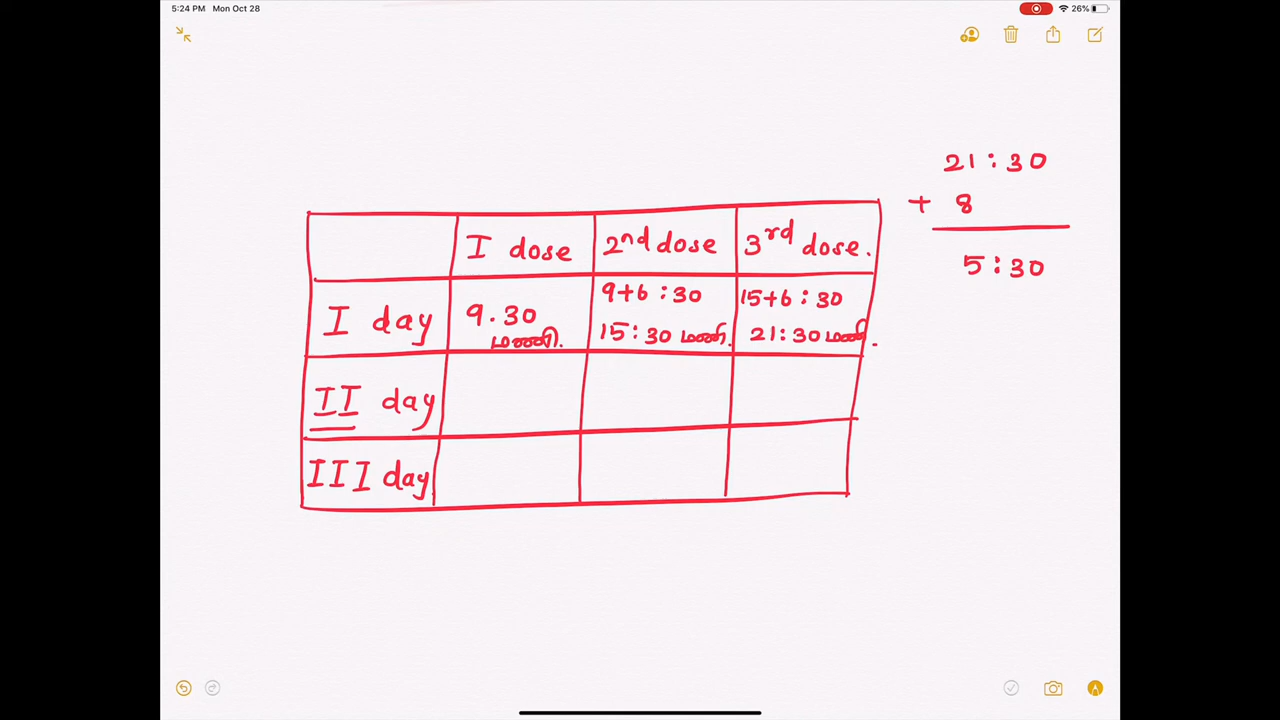 5:24 PM Mon Oct 28
26%
21:30
+ 8
5:30
I dose 2nd dose 3rd dose.
I day 9.30 மணி. 9+6:30 15:30 மணி. 15+6:30 21:30 மணி.
II day
III day